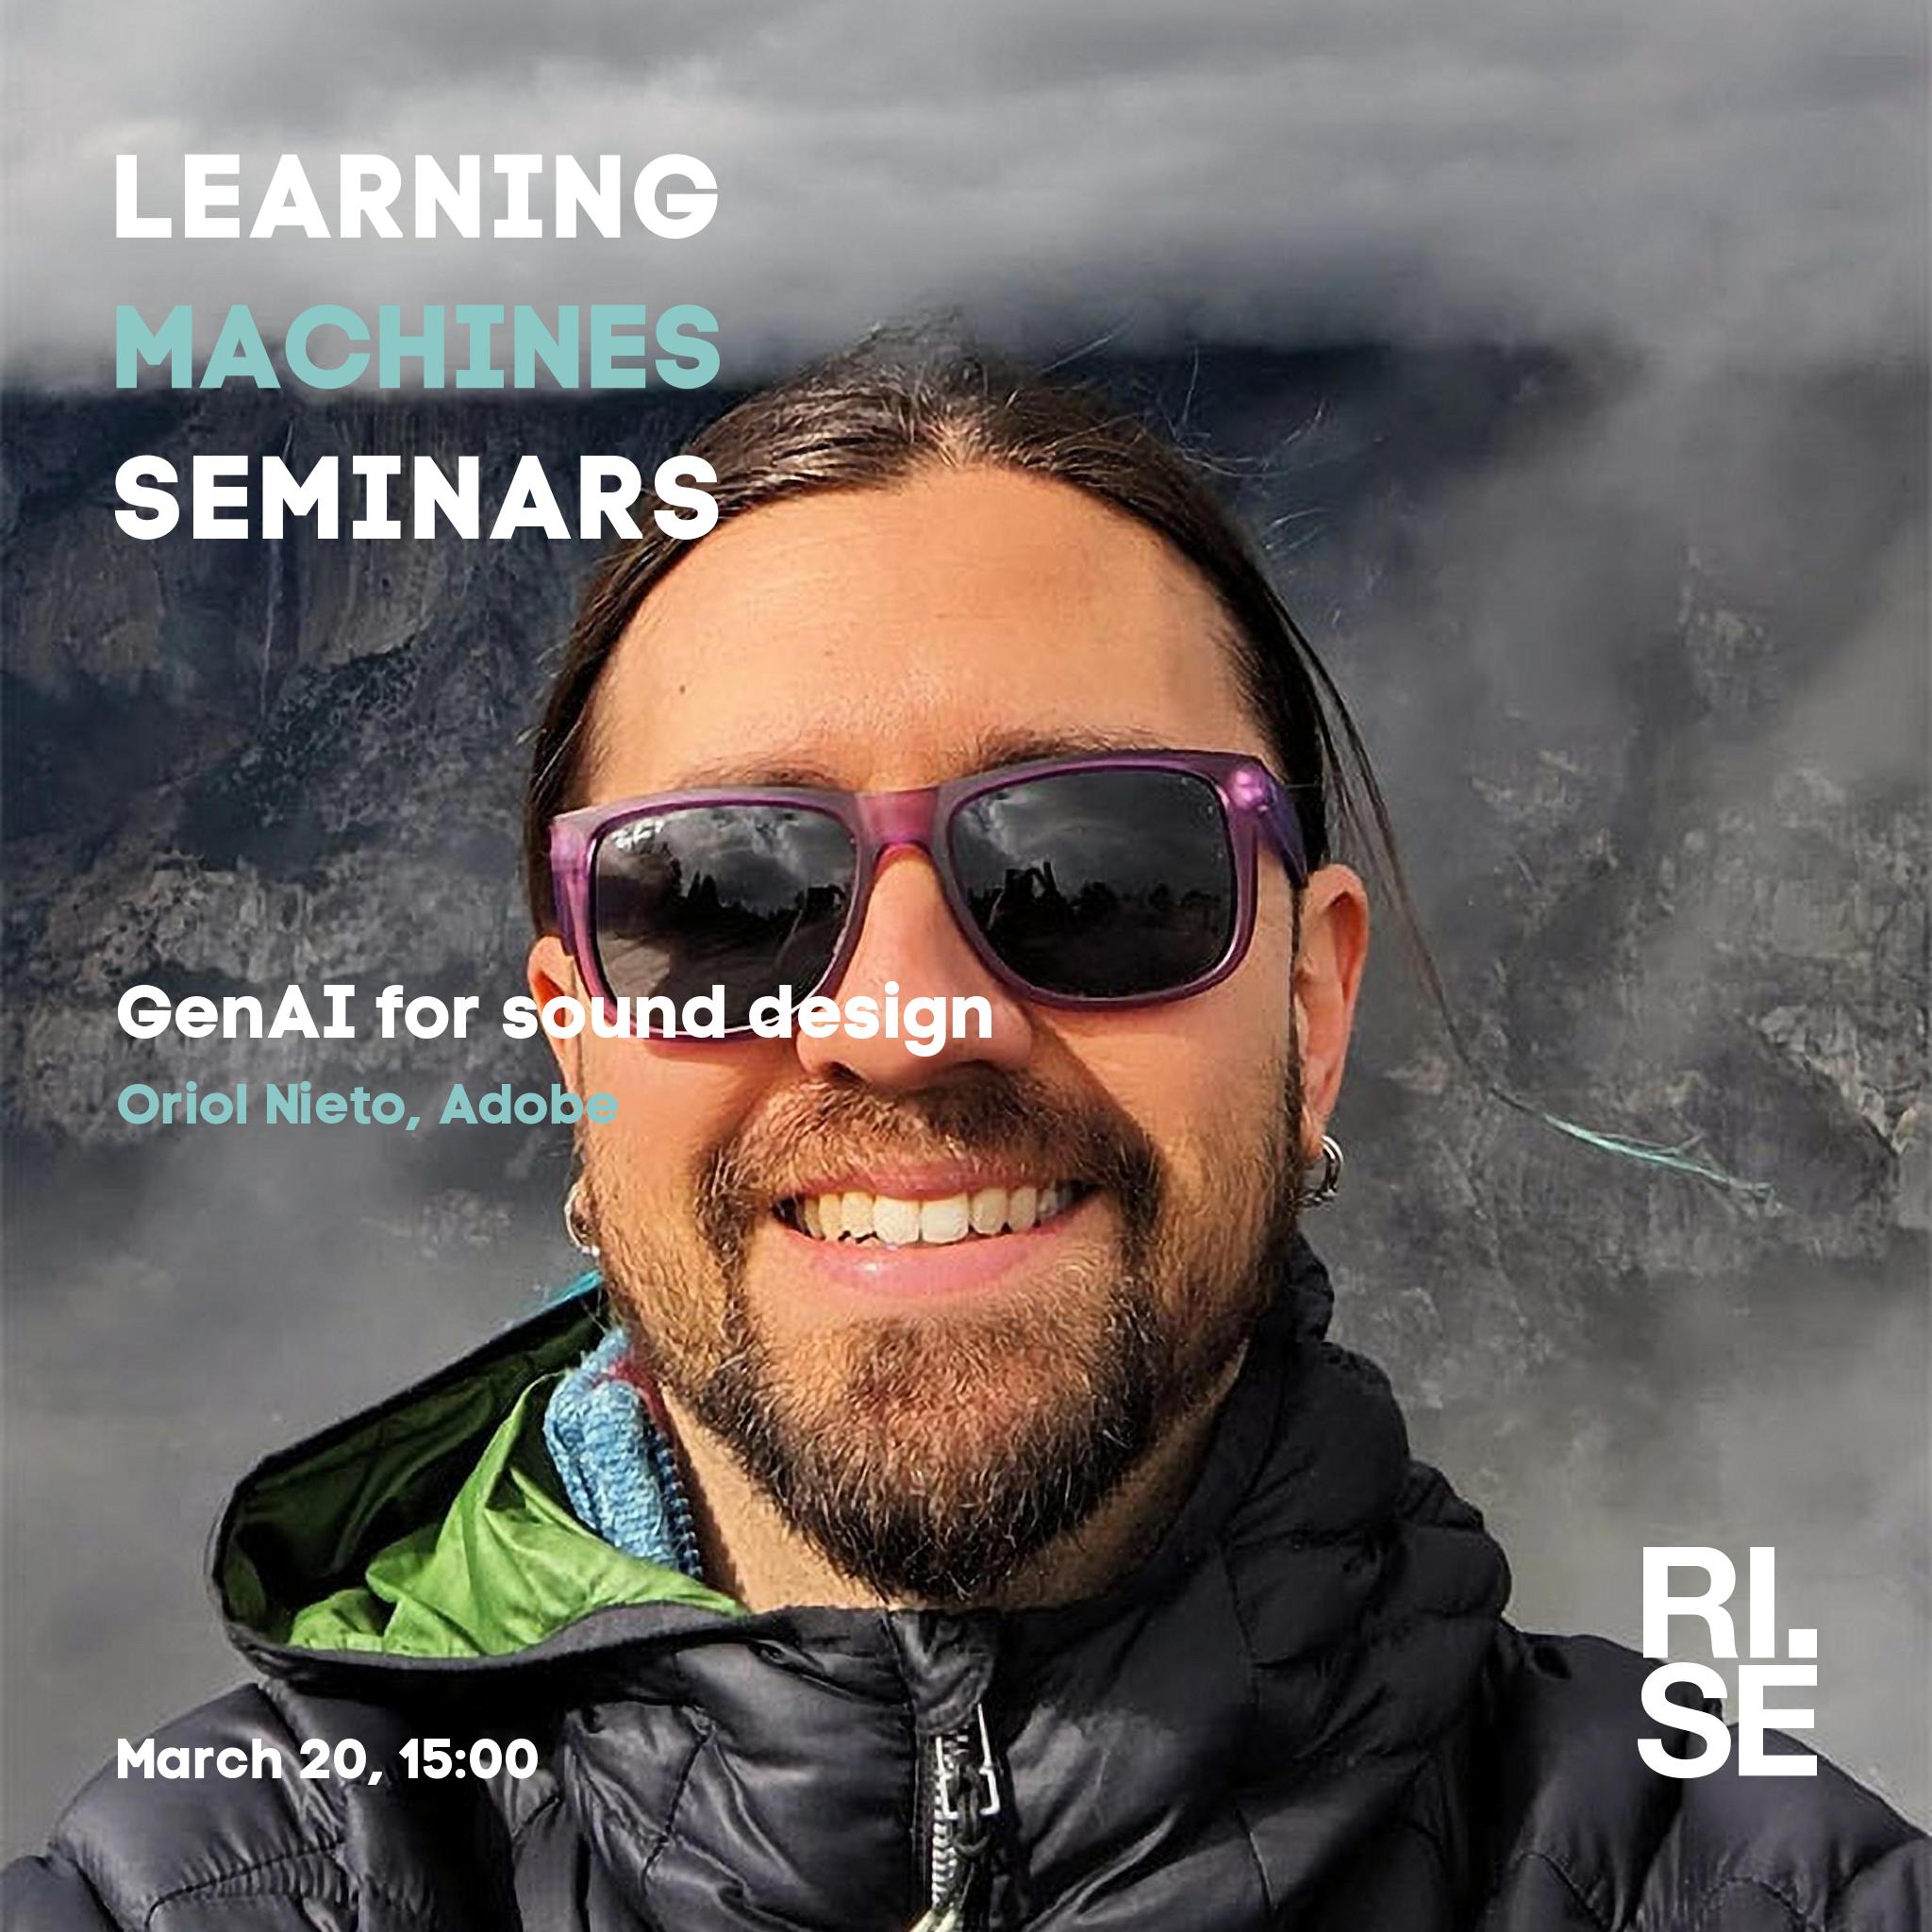 LEARNING
MACHINES
SEMINARS
GenAI for sound design
Oriol Nieto, Adobe
March 20, 15:00
RI.
SE